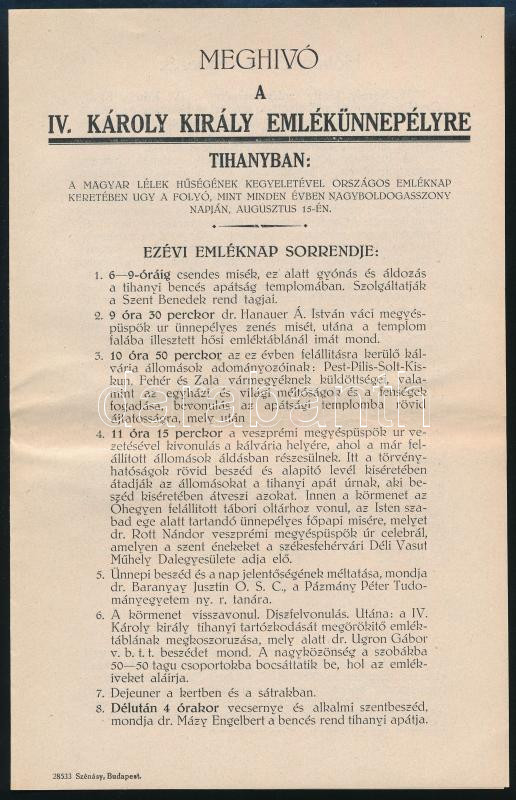 MEGHIVÓ
A
IV. KÁROLY KIRÁLY EMLÉKÜNNEPÉLYRE
TIHANYBAN:
A MAGYAR LÉLEK HŰSÉGÉNEK KEGYELETÉVEL ORSZÁGOS EMLÉKNAP
KERETÉBEN UGY A FOLYÓ, MINT MINDEN ÉVBEN NAGYBOLDOGASSZONY
NAPJÁN, AUGUSZTUS 15-ÉN.
EZÉVI EMLÉKNAP SORRENDJE:
1. 6—9-óráig csendes misék, ez alatt gyónás és áldozás
a tihanyi bencés apátság templomában. Szolgáltatják
a Szent Benedek rend tagjai.
2. 9 óra 30 perckor dr. Hanauer Á. István váci megyés-
püspök ur ünnepélyes zenés misét, utána a templom
falába illesztett hősi emléktáblánál imát mond.
3. 10 óra 50 perckor az ez évben felállításra kerülő kál-
vária állomások adományozóinak: Pest-Pilis-Solt-Kis-
kun, Fehér és Zala vármegyéknek küldöttségei, vala-
mint az egyházi és világi méltóságok és a fenségek
fogadása, bevonulás az apátsági templomba rövid
ájtatosságra, mely után
4. 11 óra 15 perckor a veszprémi megyéspüspök ur ve-
zetésével kivonulás a kálvária helyére, ahol a már fel-
állított állomások áldásban részesülnek. Itt a törvény-
hatóságok rövid beszéd és alapitó levél kiséretében
átadják az állomásokat a tihanyi apát úrnak, aki be-
széd kiséretében átveszi azokat. Innen a körmenet az
Óhegyen felállított tábori oltárhoz vonul, az Isten sza-
bad ege alatt tartandó ünnepélyes főpapi misére, melyet
dr. Rott Nándor veszprémi megyéspüspök úr celebrál,
amelyen a szent énekeket a székesfehérvári Déli Vasut
Műhely Dalegyesülete adja elő.
5. Ünnepi beszéd és a nap jelentőségének méltatása, mondja
dr. Baranyay Jusztin O. S. C., a Pázmány Péter Tudo-
mányegyetem ny. r. tanára.
6. A körmenet visszavonul. Diszfelvonulás. Utána: a IV.
Károly király tihanyi tartózkodását megörökitő emlék-
táblának megkoszoruzása, mely alatt dr. Ugron Gábor
v. b. t. t. beszédet mond. A nagyközönség a szobákba
50—50 tagu csoportokba bocsáttatik be, hol az emlék-
iveket aláirja.
7. Dejeuner a kertben és a sátrakban.
8. Délután 4 órakor vecsernye és alkalmi szentbeszéd,
mondja dr. Mázy Engelbert a bencés rend tihanyi apátja.
28533 Szénásy, Budapest.
darabanth.com